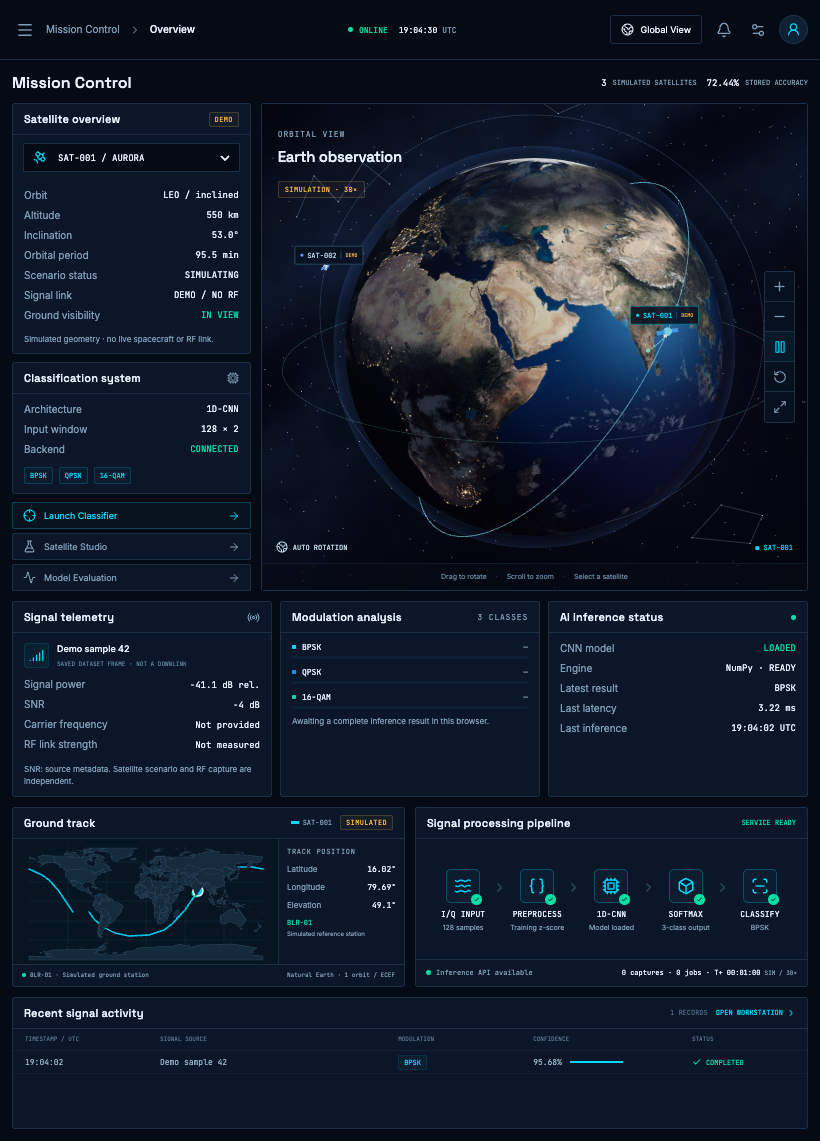 Mission Control > Overview
ONLINE 19:04:30 UTC
Global View
Mission Control
3 SIMULATED SATELLITES 72.44% STORED ACCURACY
Satellite overview DEMO
SAT-001 / AURORA
Orbit LEO / inclined
Altitude 550 km
Inclination 53.0°
Orbital period 95.5 min
Scenario status SIMULATING
Signal link DEMO / NO RF
Ground visibility IN VIEW
Simulated geometry · no live spacecraft or RF link.
Classification system
Architecture 1D-CNN
Input window 128 × 2
Backend CONNECTED
BPSK QPSK 16-QAM
Launch Classifier
Satellite Studio
Model Evaluation
ORBITAL VIEW
Earth observation
SIMULATION · 30×
SAT-002 | DEMO
SAT-001 | DEMO
AUTO ROTATION
SAT-001
Drag to rotate · Scroll to zoom · Select a satellite
Signal telemetry
Demo sample 42
SAVED DATASET FRAME · NOT A DOWNLINK
Signal power -41.1 dB rel.
SNR -4 dB
Carrier frequency Not provided
RF link strength Not measured
SNR: source metadata. Satellite scenario and RF capture are
independent.
Modulation analysis 3 CLASSES
BPSK —
QPSK —
16-QAM —
Awaiting a complete inference result in this browser.
AI inference status
CNN model LOADED
Engine NumPy · READY
Latest result BPSK
Last latency 3.22 ms
Last inference 19:04:02 UTC
Ground track SAT-001 SIMULATED
TRACK POSITION
Latitude 16.02°
Longitude 79.69°
Elevation 49.1°
BLR-01
Simulated reference station
BLR-01 · Simulated ground station Natural Earth · 1 orbit / ECEF
Signal processing pipeline SERVICE READY
I/Q INPUT PREPROCESS 1D-CNN SOFTMAX CLASSIFY
128 samples Training z-score Model loaded 3-class output BPSK
Inference API available 0 captures · 0 jobs · T+ 00:01:00 SIM / 30×
Recent signal activity 1 RECORDS OPEN WORKSTATION >
TIMESTAMP / UTC SIGNAL SOURCE MODULATION CONFIDENCE STATUS
19:04:02 Demo sample 42 BPSK 95.68% COMPLETED